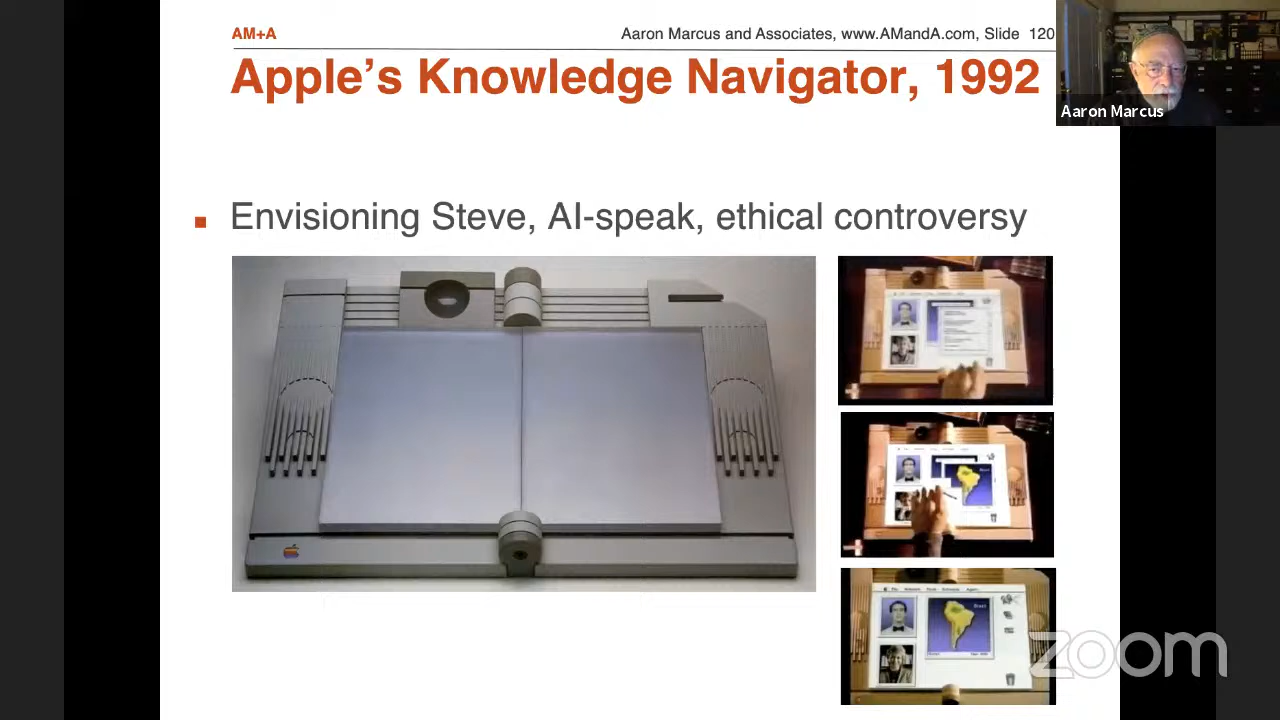 AM+A
Aaron Marcus and Associates, www.AMandA.com, Slide 120
Apple's Knowledge Navigator, 1992
Aaron Marcus
Envisioning Steve, AI-speak, ethical controversy
Brazil
zoom